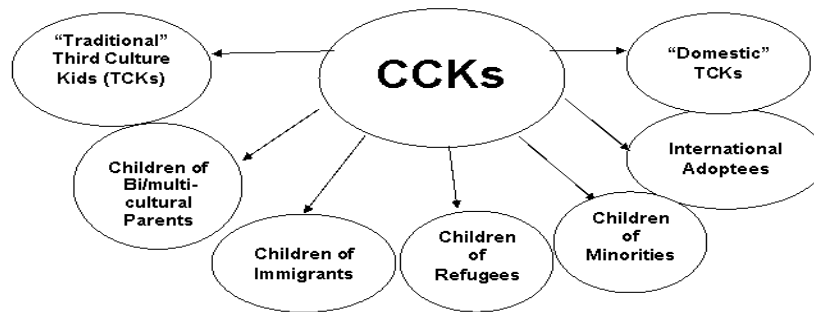 CCKs
“Traditional”
Third Culture
Kids (TCKs)
“Domestic”
TCKs
Children of
Bi/multi-
cultural
Parents
International
Adoptees
Children of
Immigrants
Children
of
Refugees
Children
of
Minorities